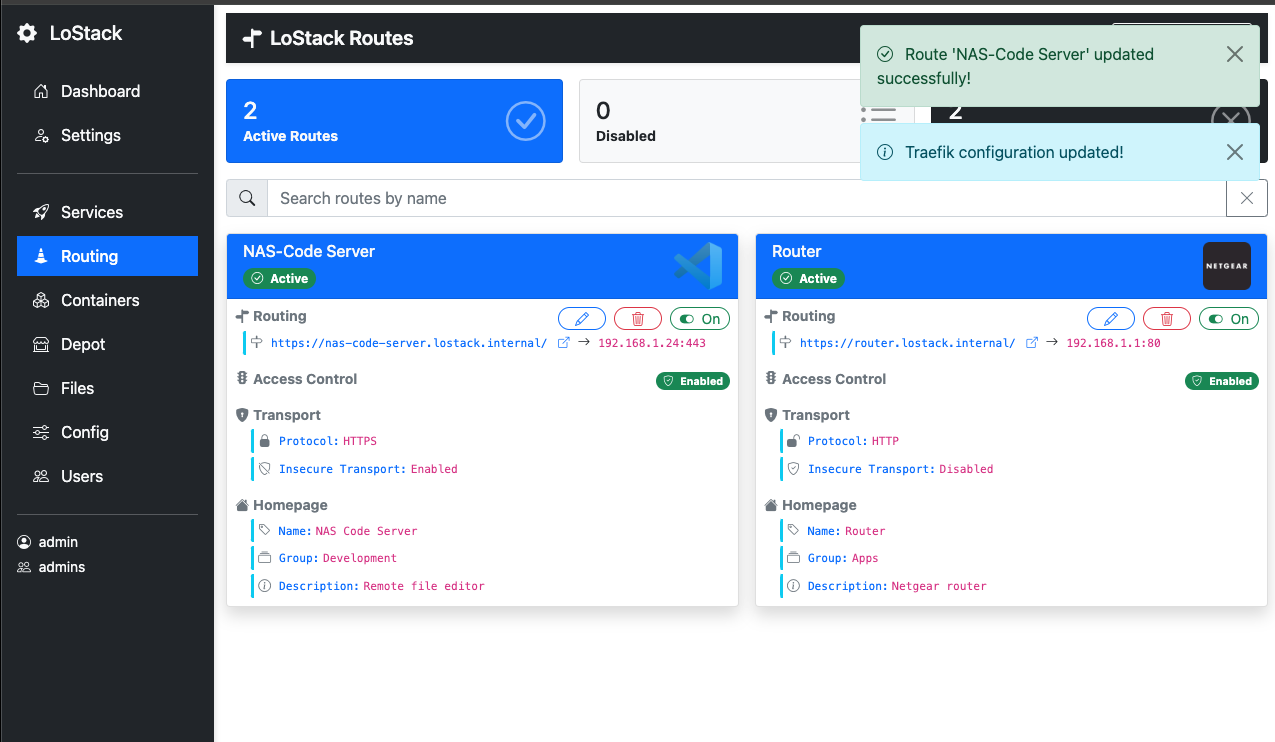 LoStack
Dashboard
Settings
Services
Routing
Containers
Depot
Files
Config
Users
admin
admins
LoStack Routes
Route 'NAS-Code Server' updated
successfully!
Traefik configuration updated!
2
Active Routes
0
Disabled
2
Search routes by name
NAS-Code Server
Active
Routing
On
https://nas-code-server.lostack.internal/ → 192.168.1.24:443
Access Control
Enabled
Transport
Protocol: HTTPS
Insecure Transport: Enabled
Homepage
Name: NAS Code Server
Group: Development
Description: Remote file editor
Router
Active
NETGEAR
Routing
On
https://router.lostack.internal/ → 192.168.1.1:80
Access Control
Enabled
Transport
Protocol: HTTP
Insecure Transport: Disabled
Homepage
Name: Router
Group: Apps
Description: Netgear router